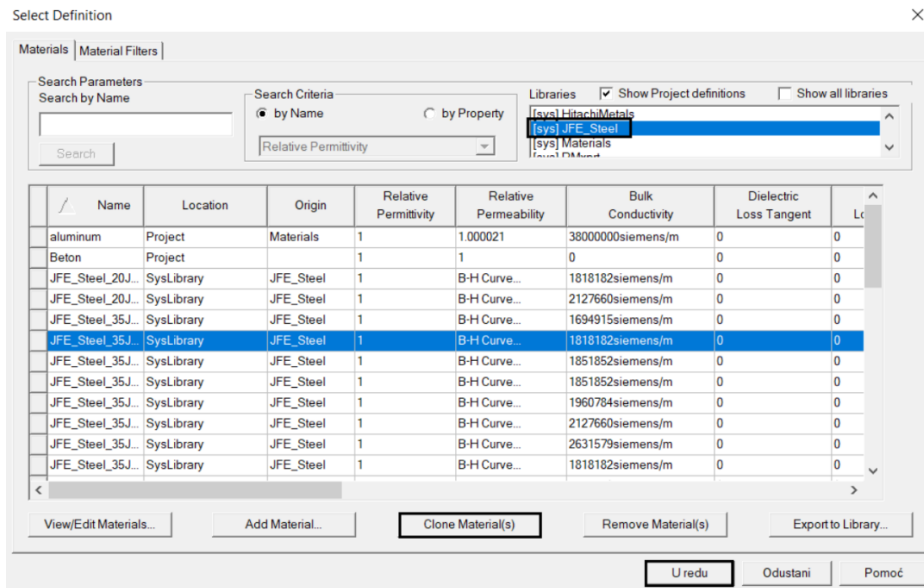 Select Definition
Materials Material Filters
Search Parameters
Search by Name
Search
Search Criteria
by Name by Property
Relative Permittivity
Libraries Show Project definitions Show all libraries
[sys] HitachiMetals
[sys] JFE_Steel
[sys] Materials
Name Location Origin Relative Permittivity Relative Permeability Bulk Conductivity Dielectric Loss Tangent
aluminum Project Materials 1 1.000021 38000000siemens/m 0 0
Beton Project 1 1 0 0 0
JFE_Steel_20J... SysLibrary JFE_Steel 1 B-H Curve... 1818182siemens/m 0 0
JFE_Steel_20J... SysLibrary JFE_Steel 1 B-H Curve... 2127660siemens/m 0 0
JFE_Steel_35J... SysLibrary JFE_Steel 1 B-H Curve... 1694915siemens/m 0 0
JFE_Steel_35J... SysLibrary JFE_Steel 1 B-H Curve... 1818182siemens/m 0 0
JFE_Steel_35J... SysLibrary JFE_Steel 1 B-H Curve... 1851852siemens/m 0 0
JFE_Steel_35J... SysLibrary JFE_Steel 1 B-H Curve... 1851852siemens/m 0 0
JFE_Steel_35J... SysLibrary JFE_Steel 1 B-H Curve... 1960784siemens/m 0 0
JFE_Steel_35J... SysLibrary JFE_Steel 1 B-H Curve... 2127660siemens/m 0 0
JFE_Steel_35J... SysLibrary JFE_Steel 1 B-H Curve... 2631579siemens/m 0 0
JFE_Steel_35J... SysLibrary JFE_Steel 1 B-H Curve... 1818182siemens/m 0 0
View/Edit Materials... Add Material... Clone Material(s) Remove Material(s) Export to Library...
U redu Odustani Pomoć